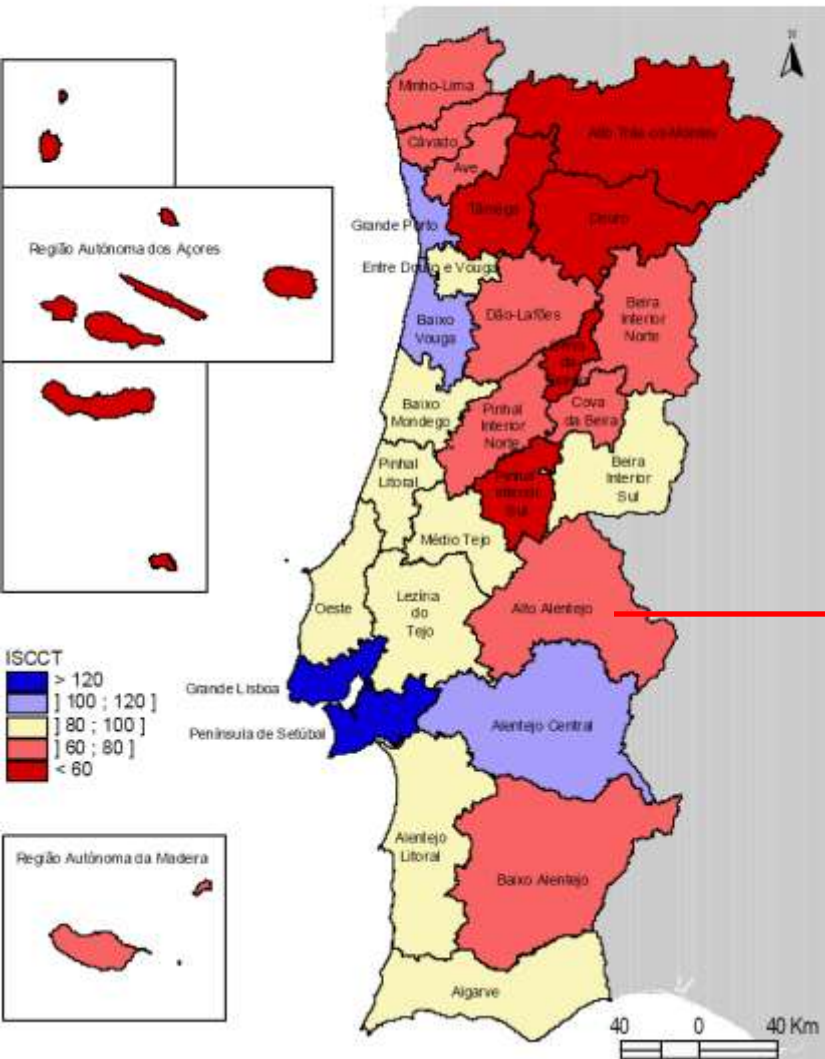 N
Minho-Lima
Alto Trás-os-Montes
Cávado
Ave
Tâmega
Douro
Grande Porto
Região Autónoma dos Açores
Entre Douro e Vouga
Baixo
Vouga
Dão-Lafões
Beira
Interior
Norte
Baixo
Mondego
Pinhal
Interior
Norte
Cova
da Beira
Pinhal
Litoral
Pinhal
Interior
Sul
Beira
Interior
Sul
Médio Tejo
Oeste
Lezíria
do
Tejo
Alto Alentejo
ISCCT
> 120
] 100 ; 120 ]
] 80 ; 100 ]
] 60 ; 80 ]
< 60
Grande Lisboa
Península de Setúbal
Alentejo Central
Alentejo
Litoral
Baixo Alentejo
Região Autónoma da Madeira
Algarve
40 0 40 Km